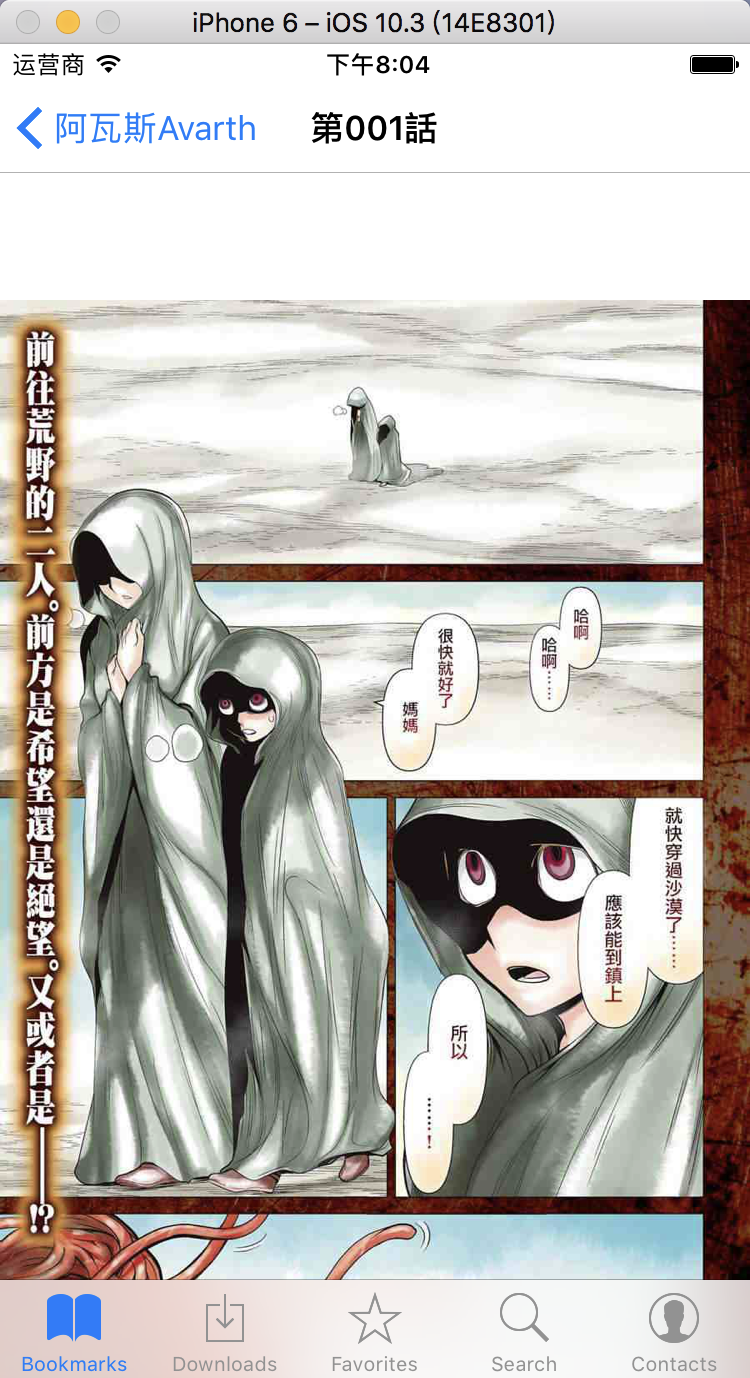 iPhone 6 – iOS 10.3 (14E8301)
运营商
下午8:04
阿瓦斯Avarth
第001話
哈啊
哈啊……
很快就好了
媽媽
就快穿過沙漠了……
應該能到鎮上
所以
……！
前往荒野的二人。前方是希望還是絕望。又或者是——!?
Bookmarks
Downloads
Favorites
Search
Contacts